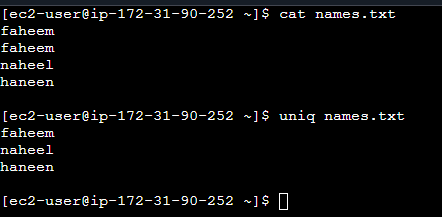 [ec2-user@ip-172-31-90-252 ~]$ cat names.txt
faheem
faheem
naheel
haneen
[ec2-user@ip-172-31-90-252 ~]$ uniq names.txt
faheem
naheel
haneen
[ec2-user@ip-172-31-90-252 ~]$